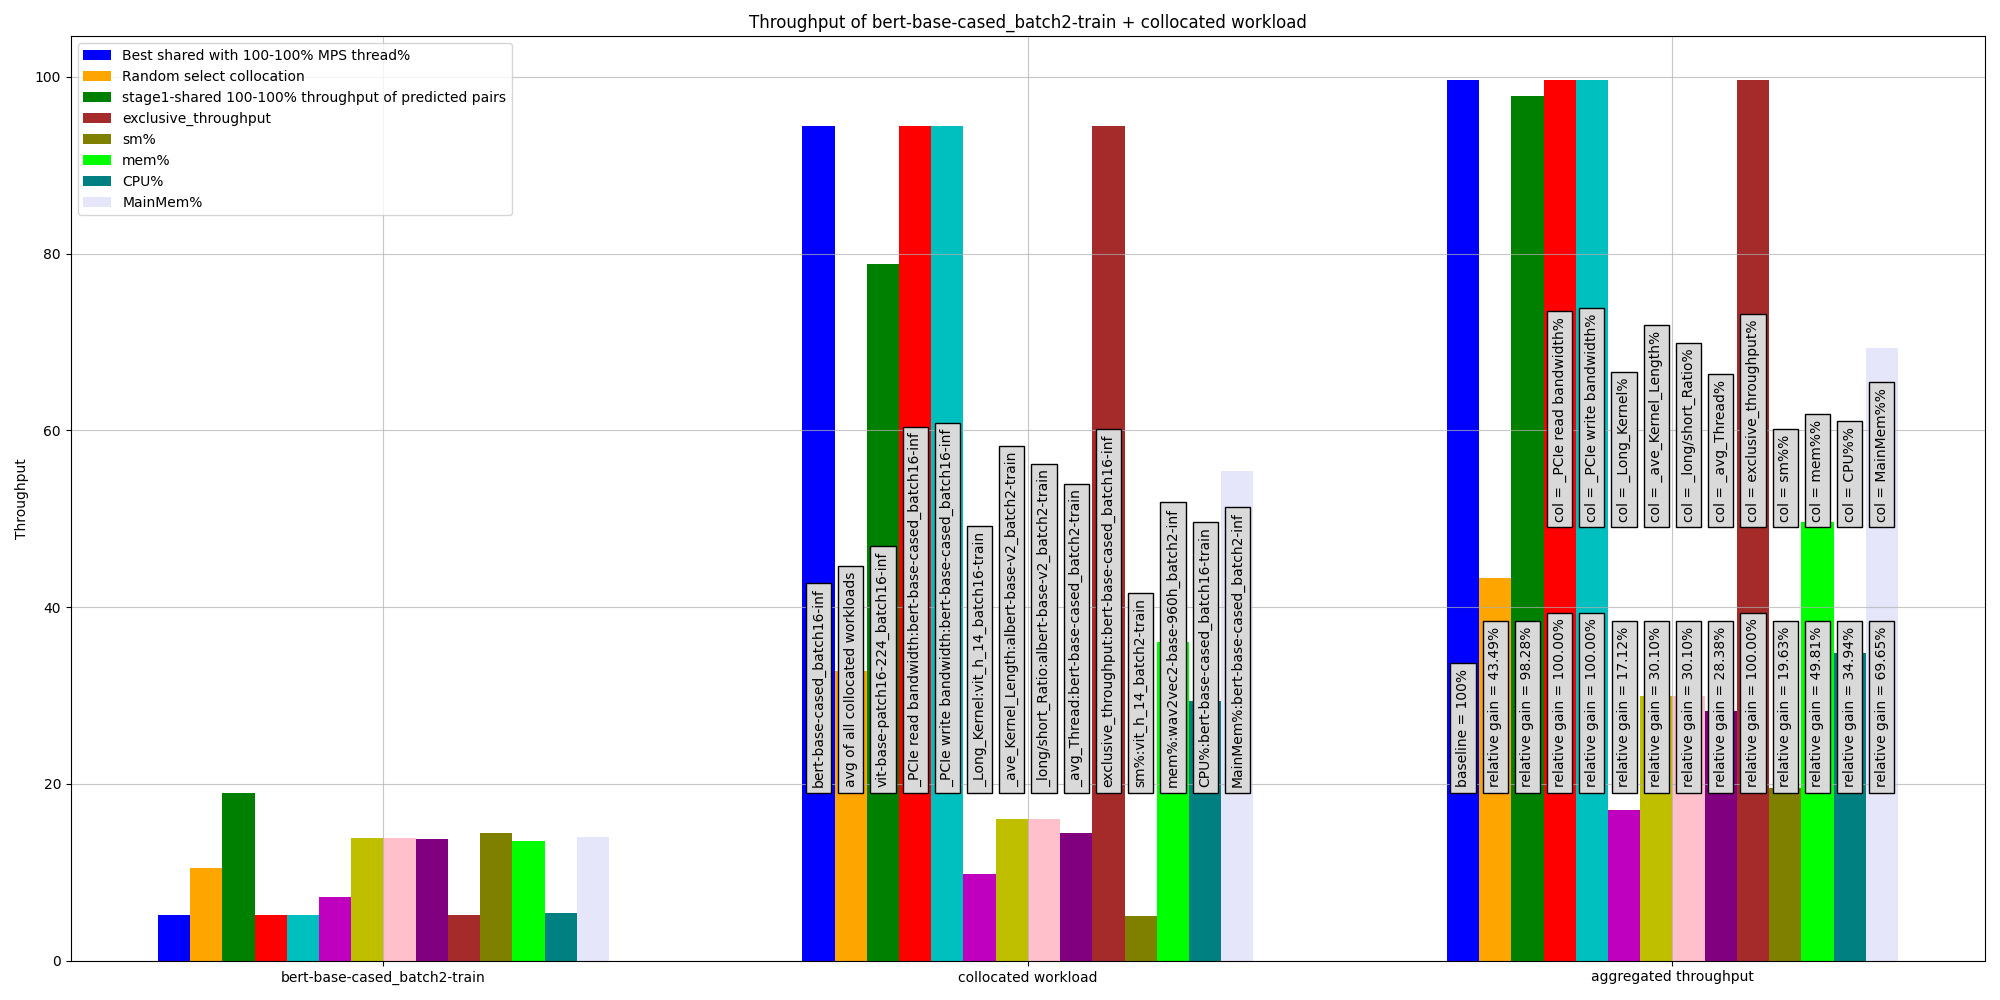 Throughput of bert-base-cased_batch2-train + collocated workload
Best shared with 100-100% MPS thread%
Random select collocation
stage1-shared 100-100% throughput of predicted pairs
exclusive_throughput
sm%
mem%
CPU%
MainMem%
Throughput
100
80
60
40
20
0
bert-base-cased_batch16-inf
avg of all collocated workloads
vit-base-patch16-224_batch16-inf
_PCIe read bandwidth:bert-base-cased_batch16-inf
_PCIe write bandwidth:bert-base-cased_batch16-inf
_Long_Kernel:vit_h_14_batch16-train
_ave_Kernel_Length:albert-base-v2_batch2-train
_long/short_Ratio:albert-base-v2_batch2-train
_avg_Thread:bert-base-cased_batch2-train
exclusive_throughput:bert-base-cased_batch16-inf
sm%:vit_h_14_batch2-train
mem%:wav2vec2-base-960h_batch2-inf
CPU%:bert-base-cased_batch16-train
MainMem%:bert-base-cased_batch2-inf
col = _PCIe read bandwidth%
col = _PCIe write bandwidth%
col = _Long_Kernel%
col = _ave_Kernel_Length%
col = _long/short_Ratio%
col = _avg_Thread%
col = exclusive_throughput%
col = sm%%
col = mem%%
col = CPU%%
col = MainMem%%
baseline = 100%
relative gain = 43.49%
relative gain = 98.28%
relative gain = 100.00%
relative gain = 100.00%
relative gain = 17.12%
relative gain = 30.10%
relative gain = 30.10%
relative gain = 28.38%
relative gain = 100.00%
relative gain = 19.63%
relative gain = 49.81%
relative gain = 34.94%
relative gain = 69.65%
bert-base-cased_batch2-train
collocated workload
aggregated throughput